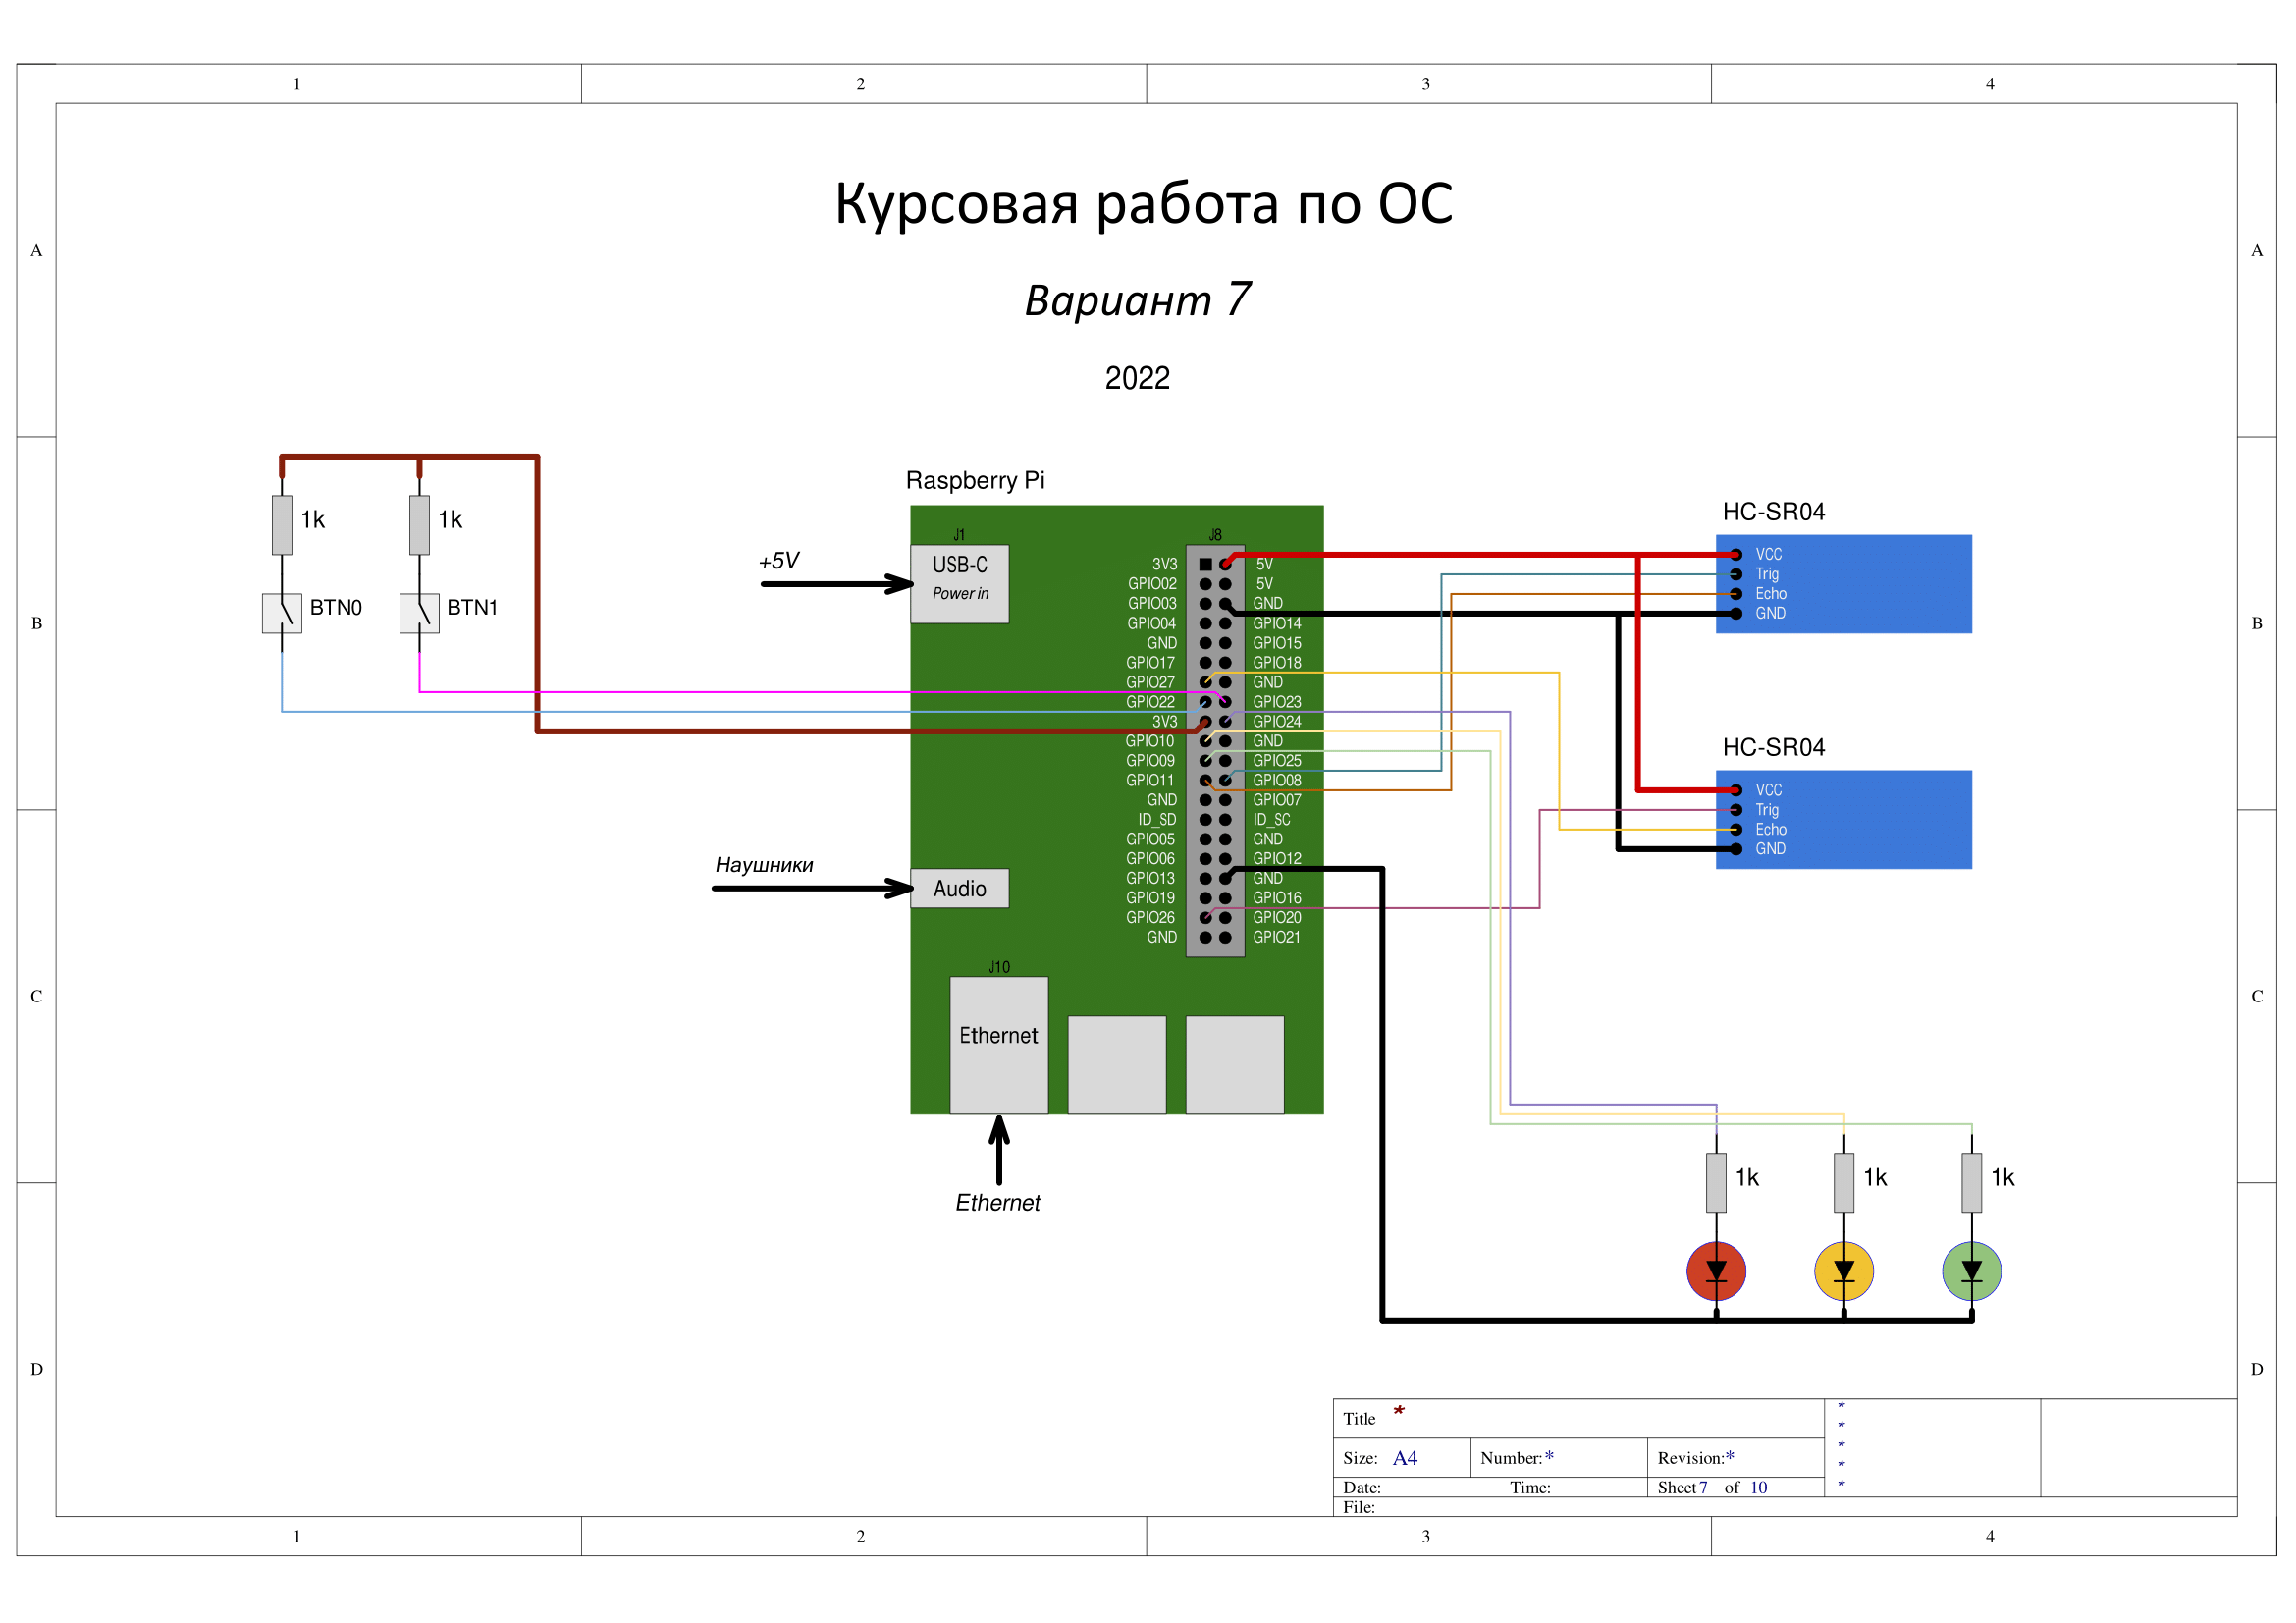 1 2 3 4
A A
Курсовая работа по ОС
Вариант 7
2022
B B
Raspberry Pi
1k 1k
BTN0 BTN1
+5V
J1
USB-C
Power in
J8
3V3 5V
GPIO02 5V
GPIO03 GND
GPIO04 GPIO14
GND GPIO15
GPIO17 GPIO18
GPIO27 GND
GPIO22 GPIO23
3V3 GPIO24
GPIO10 GND
GPIO09 GPIO25
GPIO11 GPIO08
GND GPIO07
ID_SD ID_SC
GPIO05 GND
GPIO06 GPIO12
GPIO13 GND
GPIO19 GPIO16
GPIO26 GPIO20
GND GPIO21
HC-SR04
VCC
Trig
Echo
GND
HC-SR04
VCC
Trig
Echo
GND
Наушники
Audio
C C
J10
Ethernet
Ethernet
1k 1k 1k
D D
Title *
Size: A4 Number:* Revision:*
Date: Time: Sheet 7 of 10
File:
*
*
*
*
*
1 2 3 4